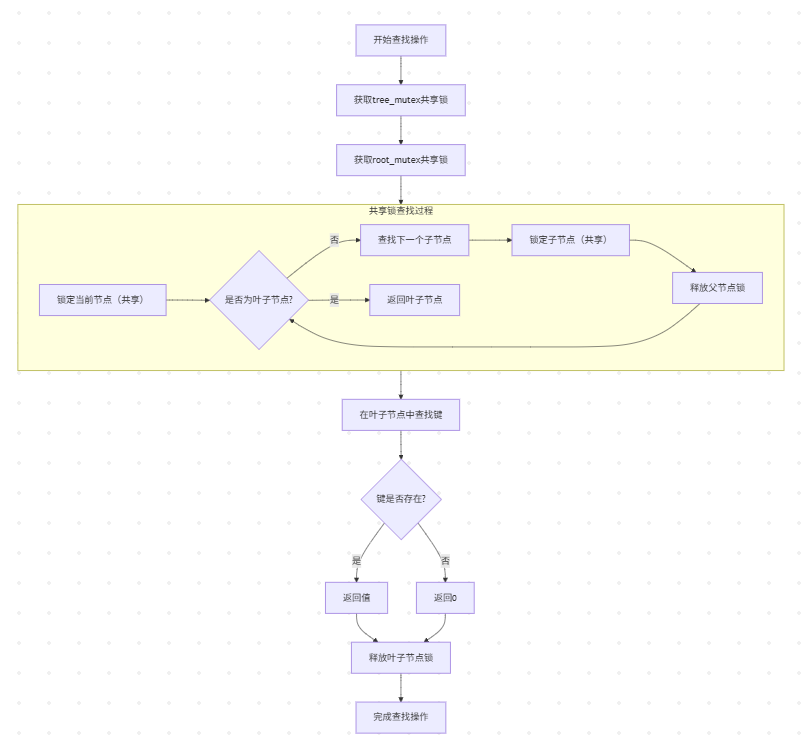 开始查找操作
获取tree_mutex共享锁
获取root_mutex共享锁
共享锁查找过程
锁定当前节点（共享）
是否为叶子节点?
否
查找下一个子节点
锁定子节点（共享）
释放父节点锁
是
返回叶子节点
在叶子节点中查找键
键是否存在?
是
否
返回值
返回0
释放叶子节点锁
完成查找操作